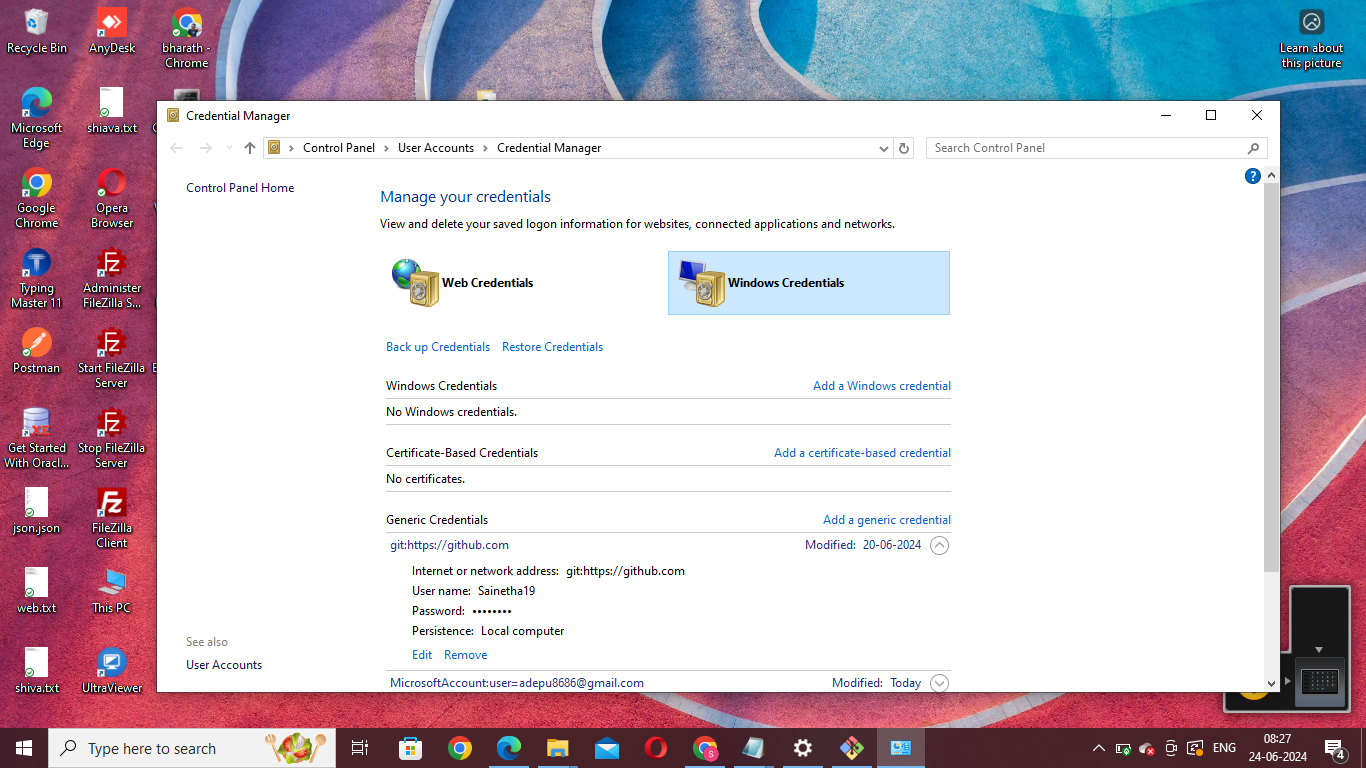 Recycle Bin
AnyDesk
bharath -
Chrome
Learn about
this picture
Microsoft
Edge
shiava.txt
Google
Chrome
Opera
Browser
Typing
Master 11
Administer
FileZilla S...
Postman
Start FileZilla
Server
Get Started
With Oracl...
Stop FileZilla
Server
json.json
FileZilla
Client
web.txt
This PC
shiva.txt
UltraViewer
Credential Manager
Control Panel
User Accounts
Credential Manager
Search Control Panel
Control Panel Home
Manage your credentials
View and delete your saved logon information for websites, connected applications and networks.
Web Credentials
Windows Credentials
Back up Credentials
Restore Credentials
Windows Credentials
Add a Windows credential
No Windows credentials.
Certificate-Based Credentials
Add a certificate-based credential
No certificates.
Generic Credentials
Add a generic credential
git:https://github.com
Modified: 20-06-2024
Internet or network address: git:https://github.com
User name: Sainetha19
Password: ••••••••
Persistence: Local computer
Edit
Remove
MicrosoftAccount:user=adepu8686@gmail.com
Modified: Today
See also
User Accounts
Type here to search
ENG
08:27
24-06-2024
4